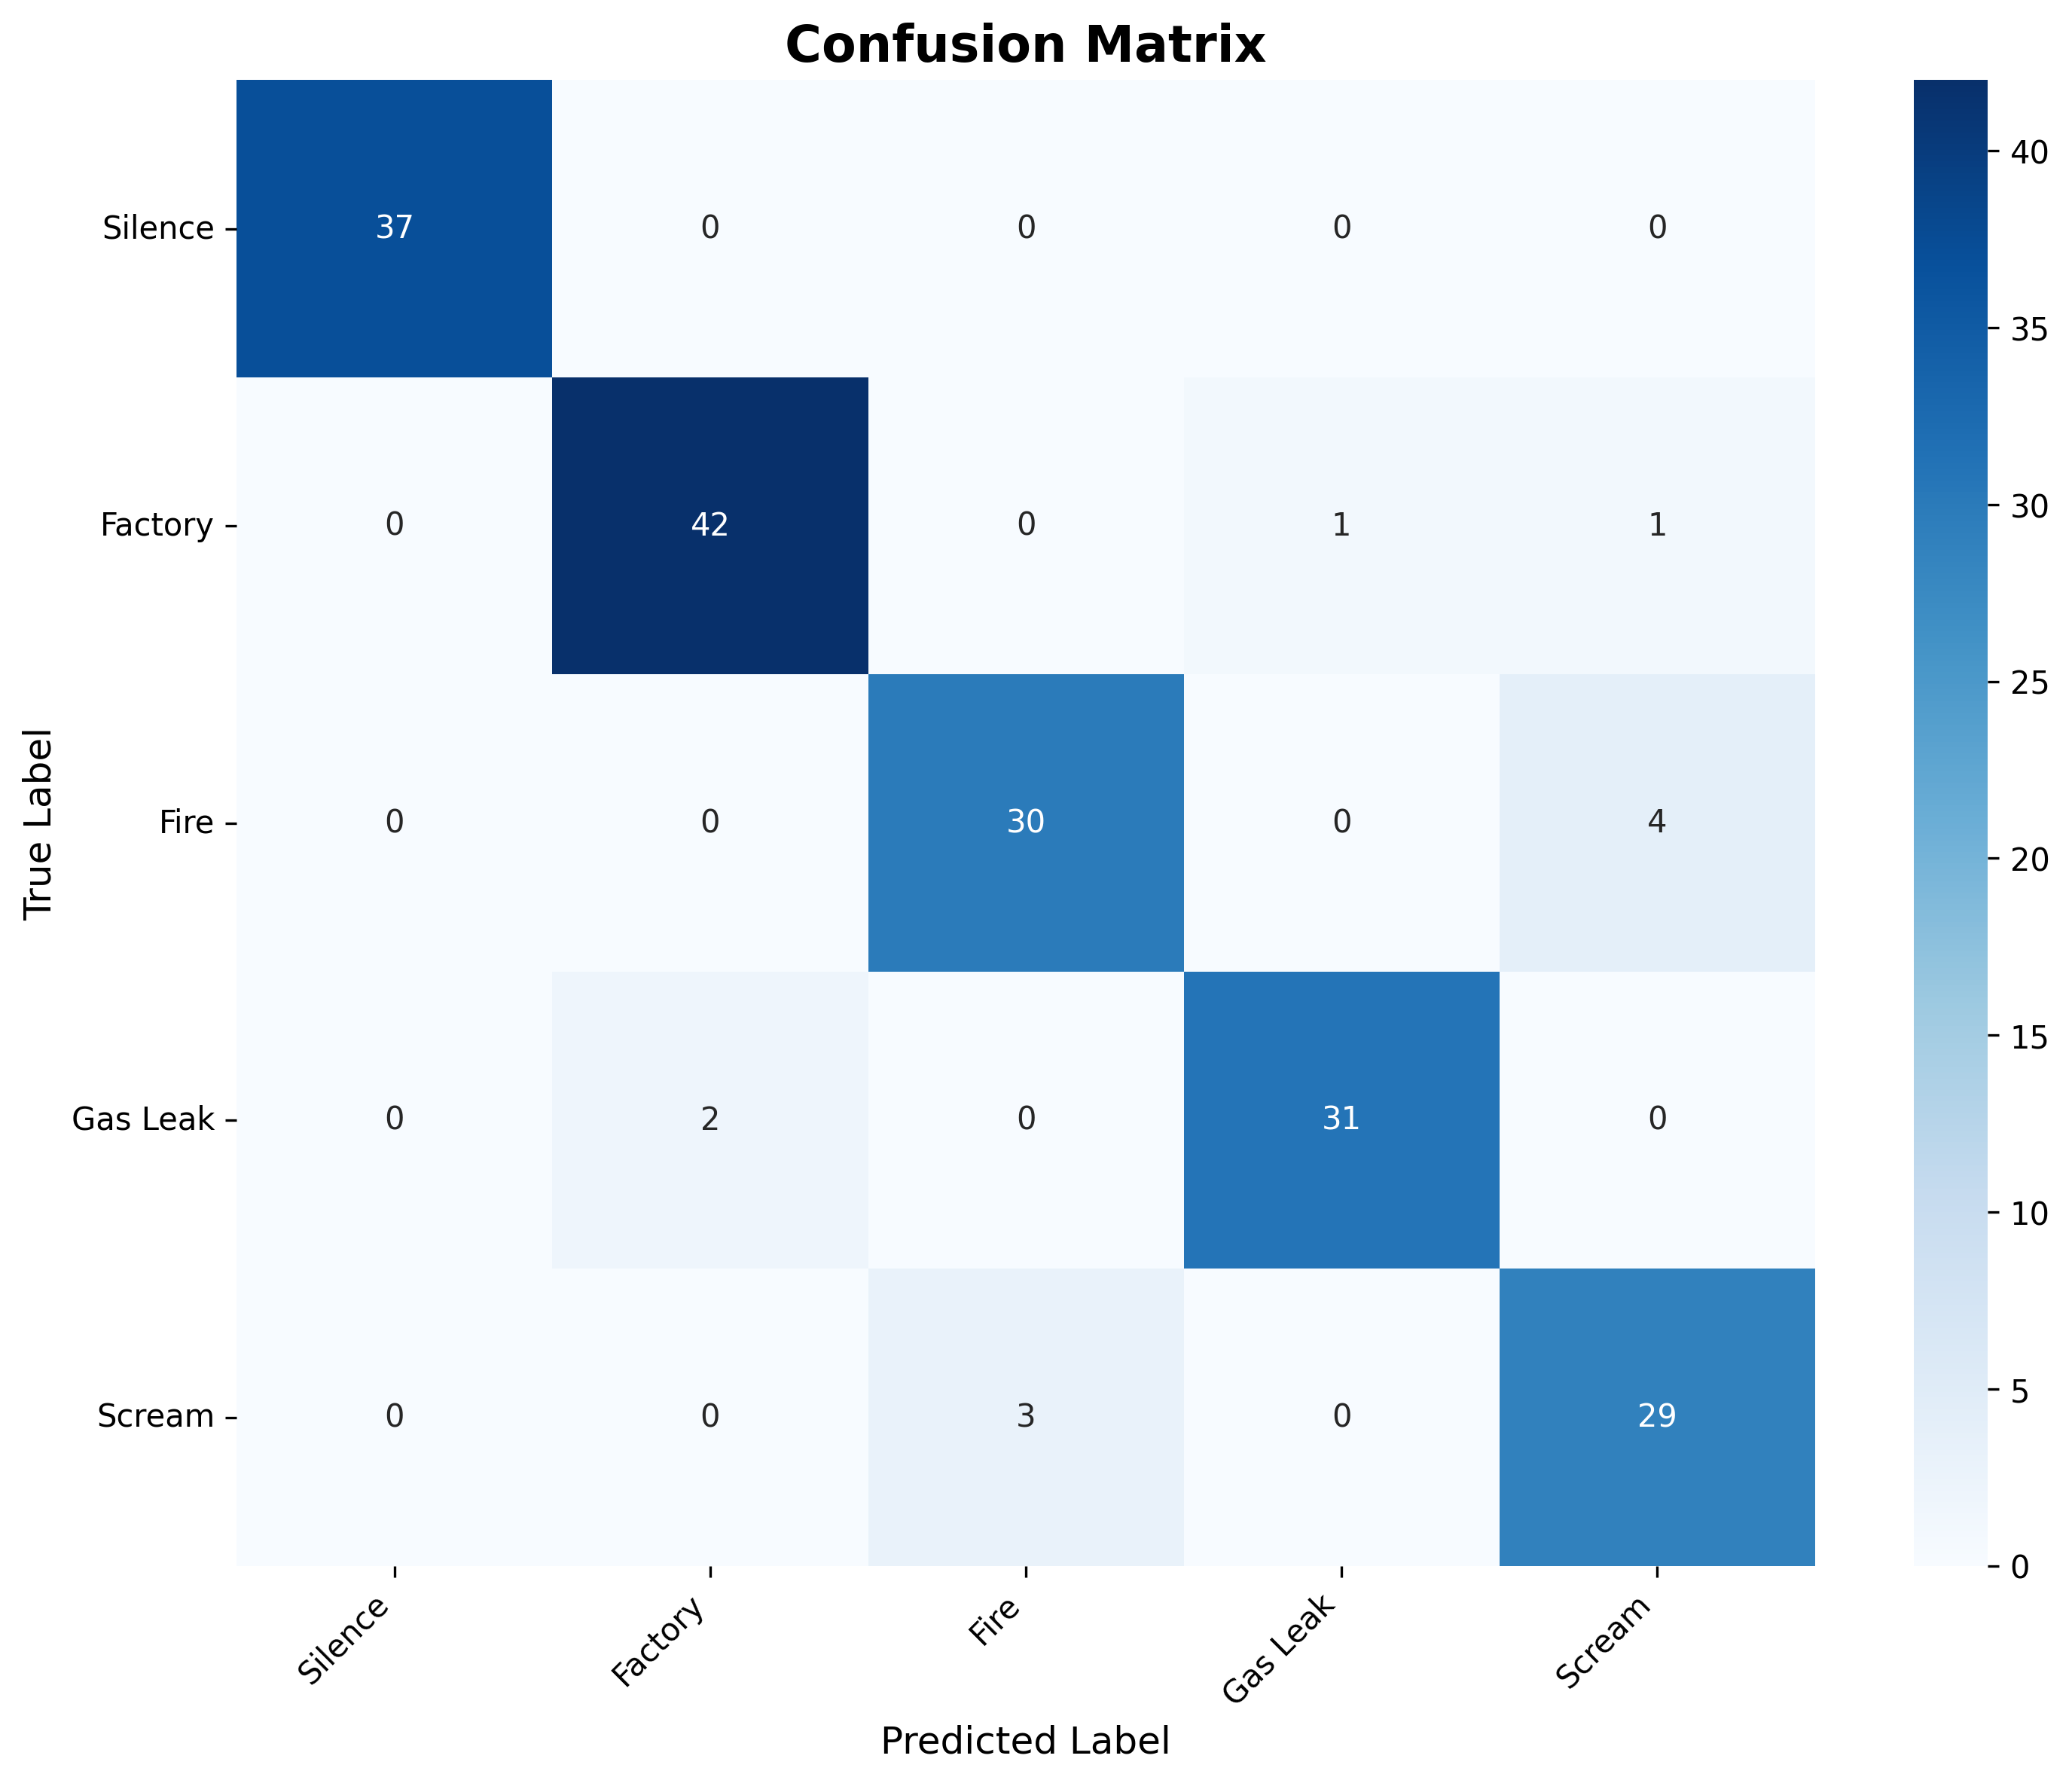 Confusion Matrix
Silence 37 0 0 0 0
Factory 0 42 0 1 1
Fire 0 0 30 0 4
Gas Leak 0 2 0 31 0
Scream 0 0 3 0 29
Silence Factory Fire Gas Leak Scream
True Label
Predicted Label
40
35
30
25
20
15
10
5
0